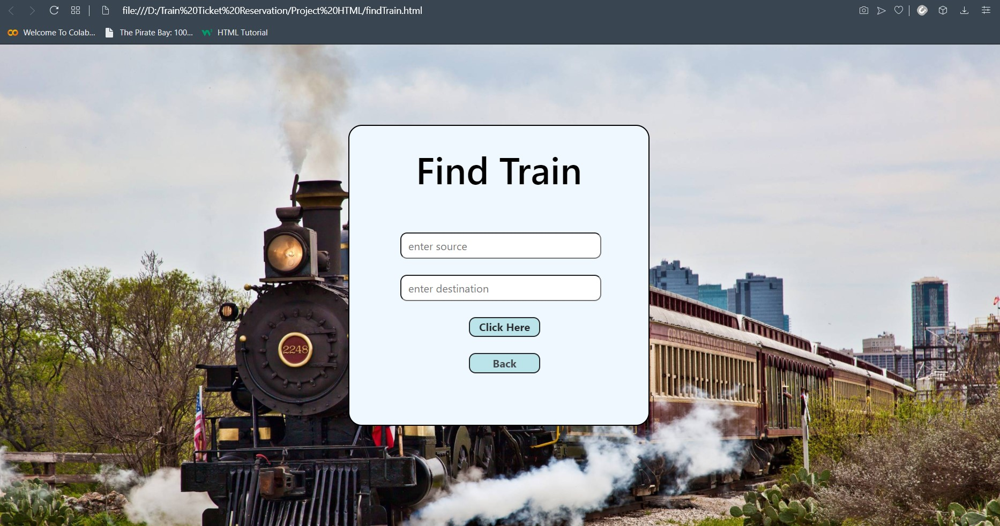 file:///D:/Train%20Ticket%20Reservation/Project%20HTML/findTrain.html
Welcome To Colab... The Pirate Bay: 100... HTML Tutorial
Find Train
enter source
enter destination
Click Here
Back
2248
GRAPEVINE VINTAGE RAILROAD